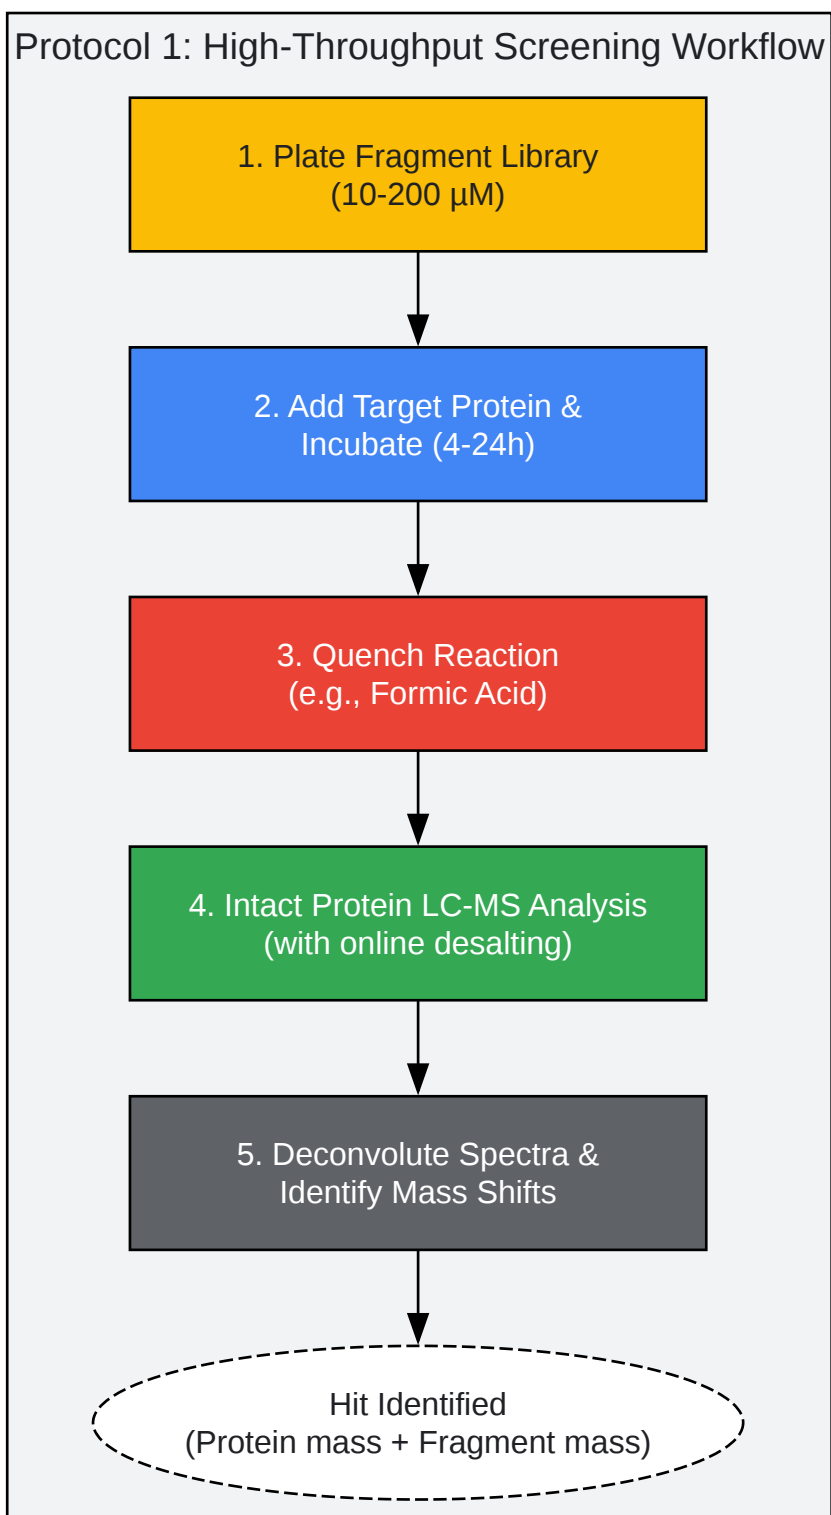 Protocol 1: High-Throughput Screening Workflow
1. Plate Fragment Library
(10-200 µM)
2. Add Target Protein &
Incubate (4-24h)
3. Quench Reaction
(e.g., Formic Acid)
4. Intact Protein LC-MS Analysis
(with online desalting)
5. Deconvolute Spectra &
Identify Mass Shifts
Hit Identified
(Protein mass + Fragment mass)